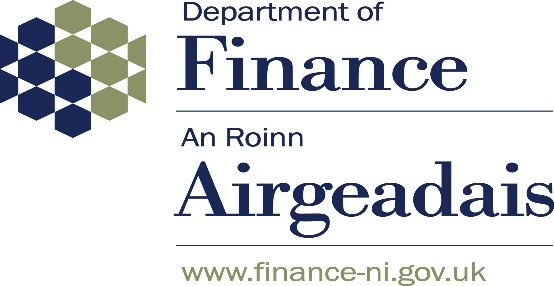 Department of
Finance
An Roinn
Airgeadais
www.finance-ni.gov.uk